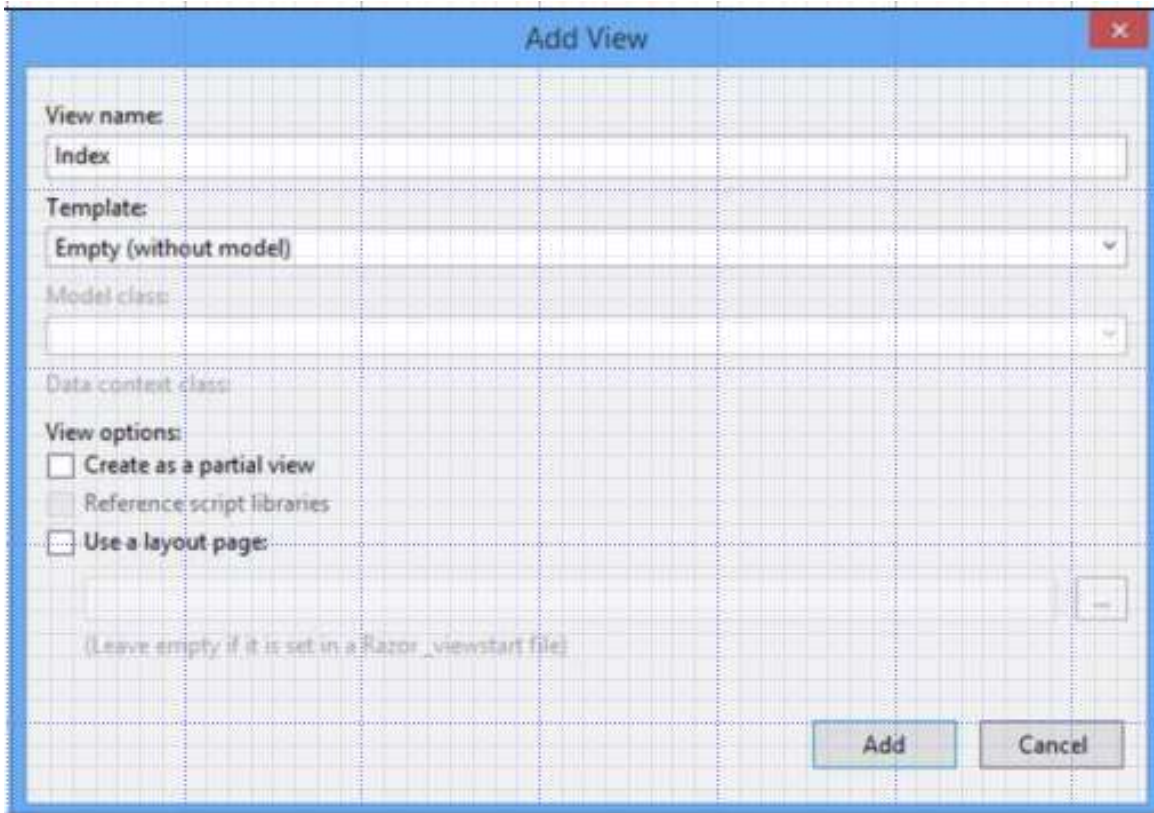 Add View
View name:
Index
Template:
Empty (without model)
Model class:
Data context class:
View options:
Create as a partial view
Reference script libraries
Use a layout page:
...
(Leave empty if it is set in a Razor _viewstart file)
Add Cancel